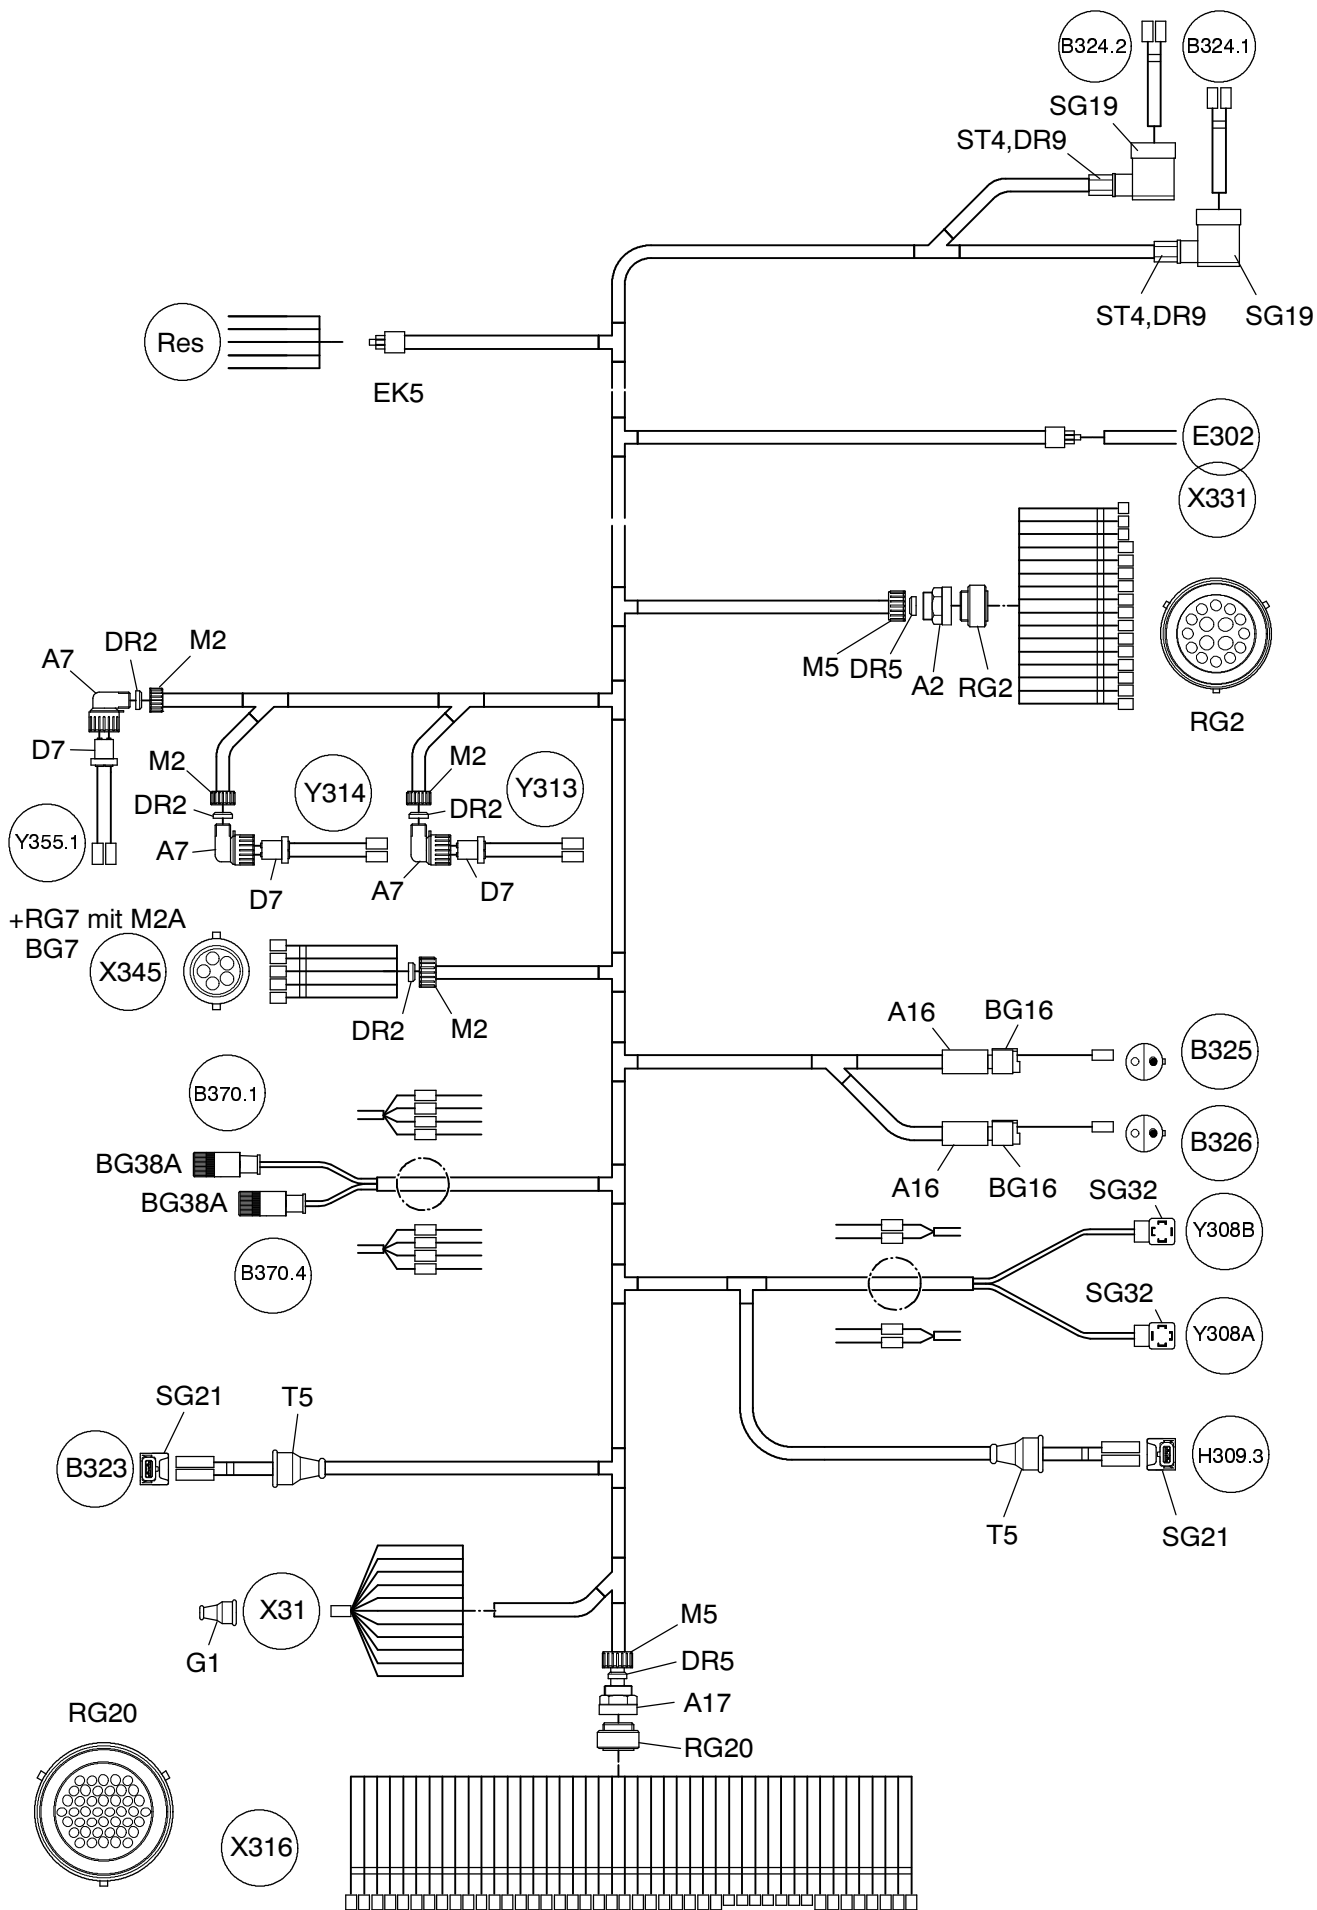 B324.2
B324.1
SG19
ST4,DR9
ST4,DR9
SG19
Res
EK5
E302
X331
M5
DR5
A2
RG2
RG2
A7
DR2
M2
D7
Y355.1
M2
DR2
A7
D7
Y314
M2
DR2
A7
D7
Y313
+RG7 mit M2A
BG7
X345
DR2
M2
A16
BG16
B325
A16
BG16
B326
B370.1
BG38A
BG38A
B370.4
SG32
Y308B
SG32
Y308A
SG21
T5
B323
T5
SG21
H309.3
G1
X31
M5
DR5
A17
RG20
RG20
X316